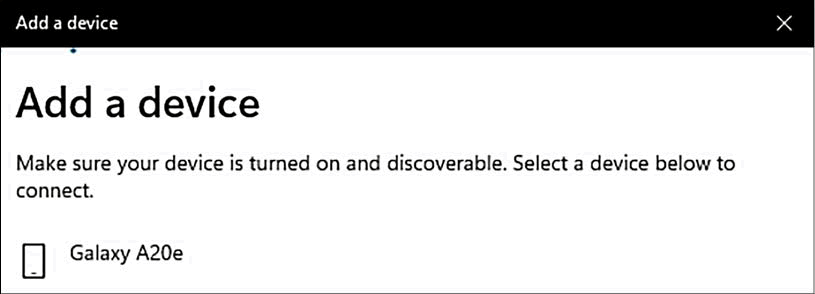 Add a device
Add a device
Make sure your device is turned on and discoverable. Select a device below to
connect.
Galaxy A20e